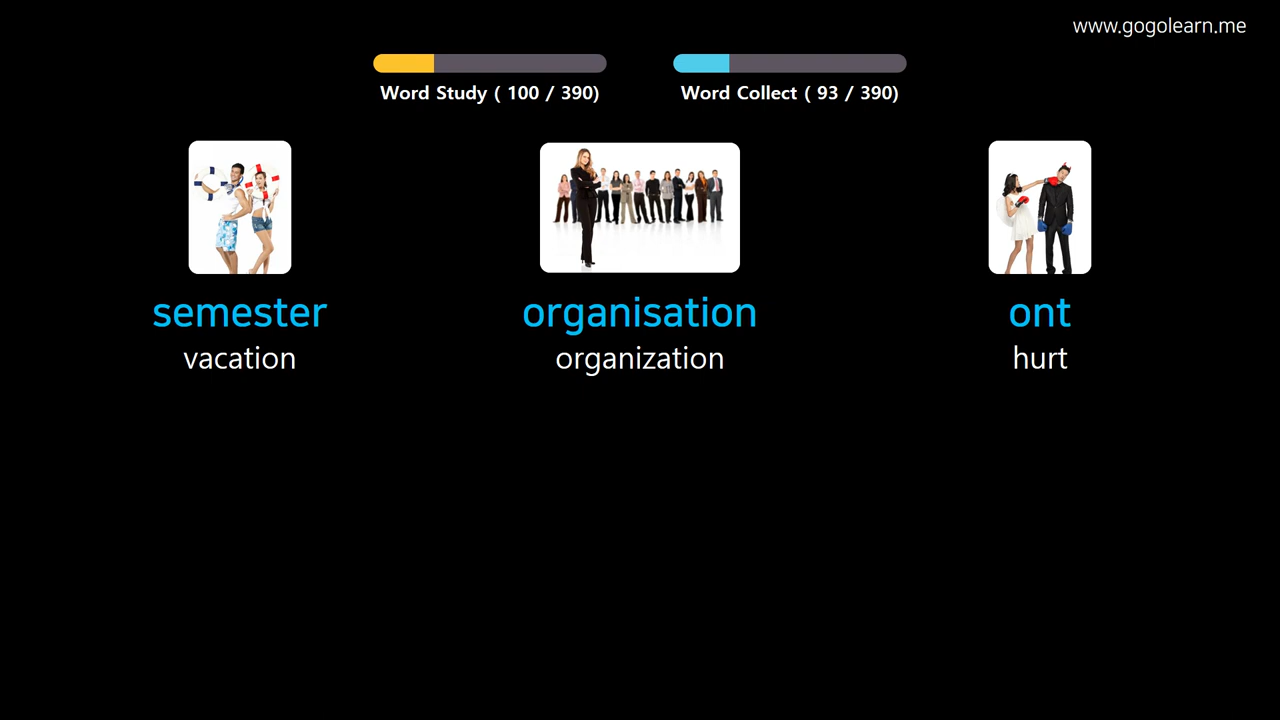 www.gogolearn.me
Word Study ( 100 / 390)
Word Collect ( 93 / 390)
semester
vacation
organisation
organization
ont
hurt